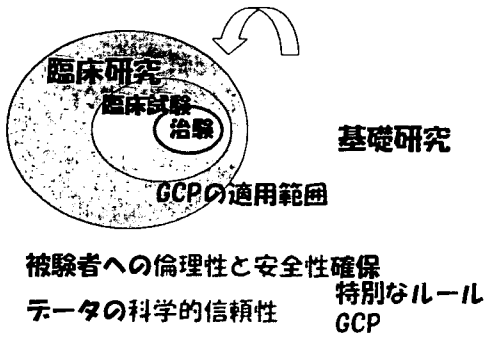 臨床研究
臨床試験
治験
基礎研究
GCPの適用範囲
被験者への倫理性と安全性確保
データの科学的信頼性
特別なルール
GCP